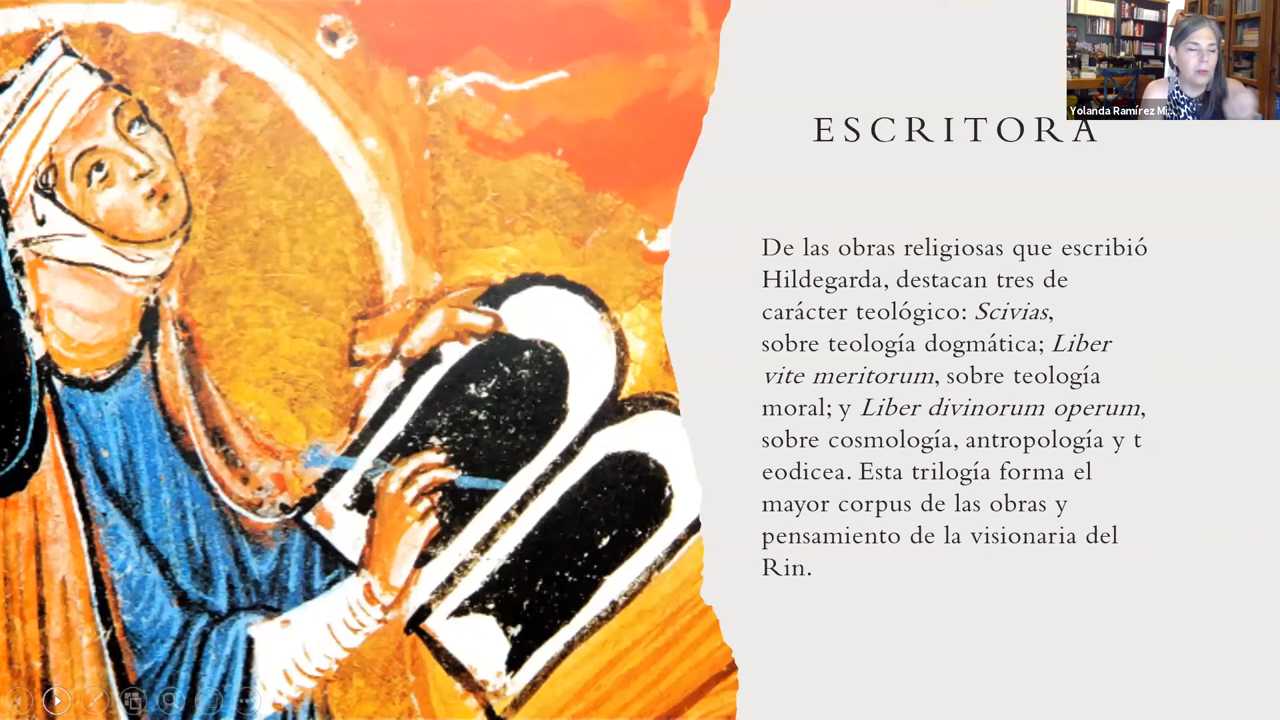 Yolanda Ramírez Mi...
ESCRITORA
De las obras religiosas que escribió
Hildegarda, destacan tres de
carácter teológico: Scivias,
sobre teología dogmática; Liber
vite meritorum, sobre teología
moral; y Liber divinorum operum,
sobre cosmología, antropología y t
eodicea. Esta trilogía forma el
mayor corpus de las obras y
pensamiento de la visionaria del
Rin.